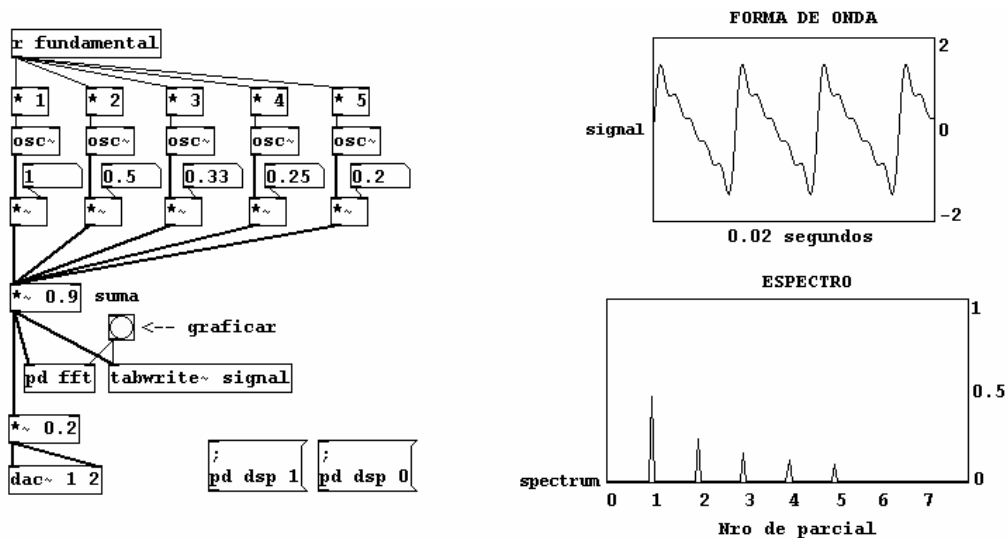 r fundamental
* 1 * 2 * 3 * 4 * 5
osc~ osc~ osc~ osc~ osc~
1 0.5 0.33 0.25 0.2
*~ *~ *~ *~ *~
*~ 0.9 suma
<-- graficar
pd fft tabwrite~ signal
*~ 0.2
dac~ 1 2
;
pd dsp 1
;
pd dsp 0
FORMA DE ONDA
2
signal
0
-2
0.02 segundos
ESPECTRO
1
0.5
spectrum
0
0 1 2 3 4 5 6 7
Nro de parcial